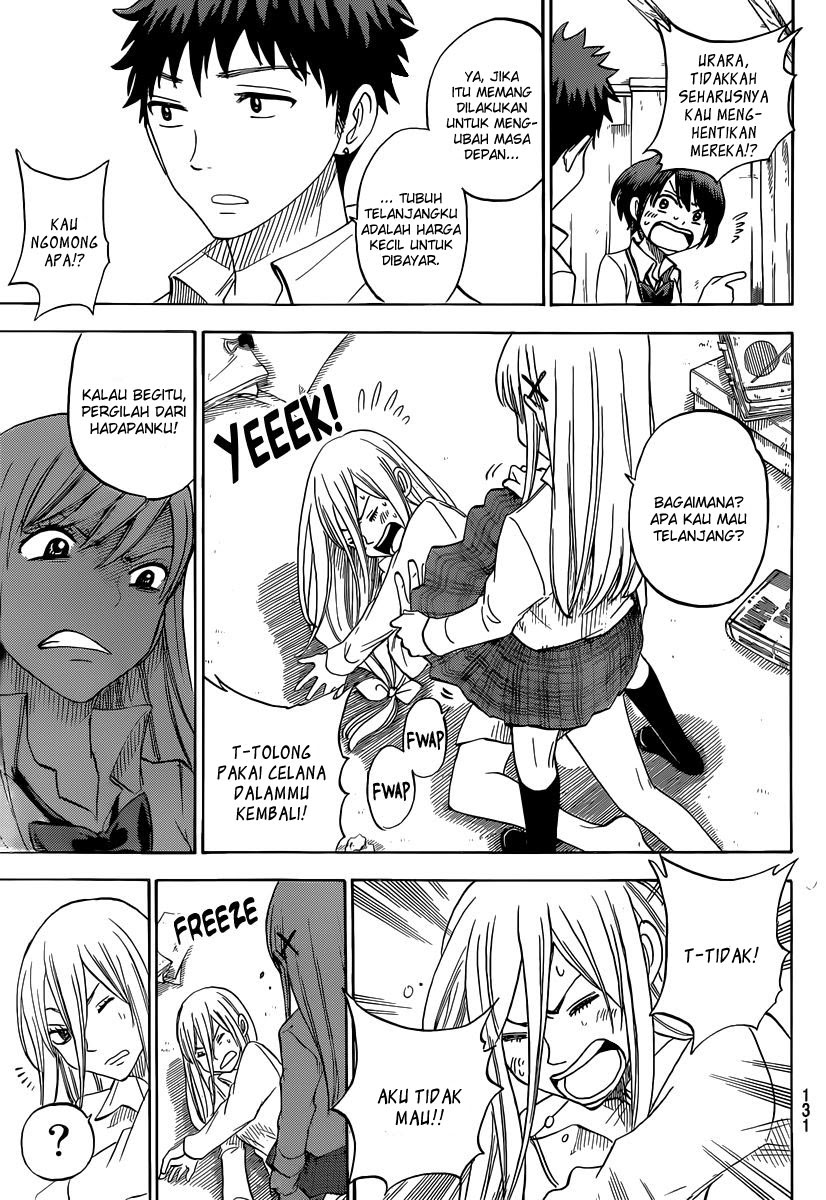 URARA,
TIDAKKAH
SEHARUSNYA
KAU MENG-
HENTIKAN
MEREKA!?
YA, JIKA
ITU MEMANG
DILAKUKAN
UNTUK MENG-
UBAH MASA
DEPAN...
... TUBUH
TELANJANGKU
ADALAH HARGA
KECIL UNTUK
DIBAYAR.
KAU
NGOMONG
APA!?
BAGAIMANA?
APA KAU MAU
TELANJANG?
YEEEK!
T-TOLONG
PAKAI CELANA
DALAMMU
KEMBALI!
FWAP
FWAP
KALAU BEGITU,
PERGILAH DARI
HADAPANKU!
T-TIDAK!
AKU TIDAK
MAU!!
FREEZE
?
131